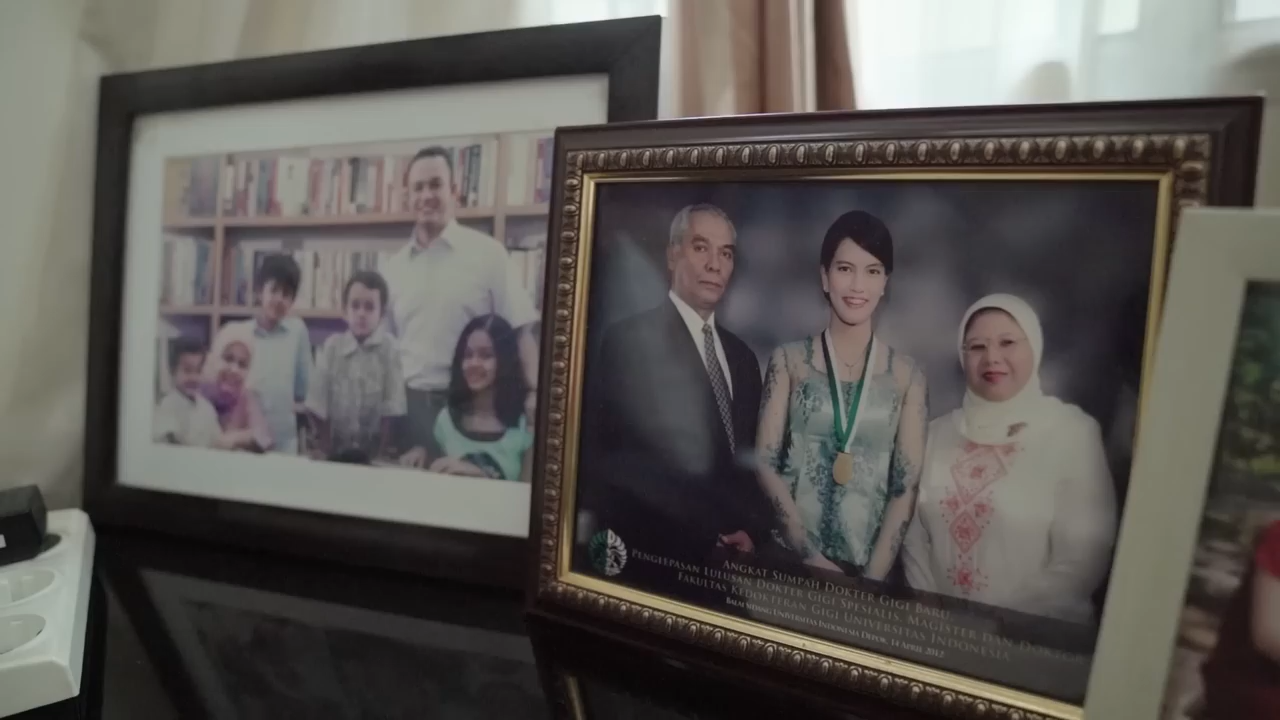 ANGKAT SUMPAH DOKTER GIGI BARU,
PENGLEPASAN LULUSAN DOKTER GIGI SPESIALIS, MAGISTER DAN DOKTOR
FAKULTAS KEDOKTERAN GIGI UNIVERSITAS INDONESIA
BALAI SIDANG UNIVERSITAS INDONESIA DEPOK, 14 APRIL 2012